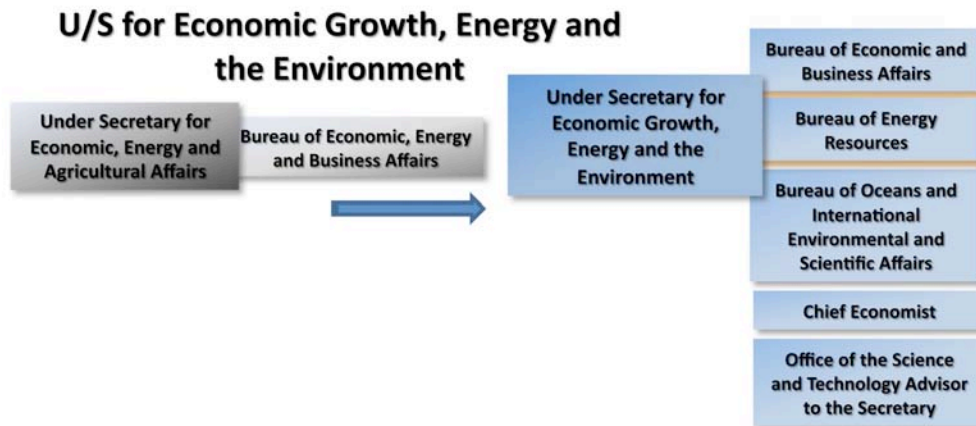 U/S for Economic Growth, Energy and
the Environment
Under Secretary for
Economic, Energy and
Agricultural Affairs
Bureau of Economic, Energy
and Business Affairs
Under Secretary for
Economic Growth,
Energy and the
Environment
Bureau of Economic and
Business Affairs
Bureau of Energy
Resources
Bureau of Oceans and
International
Environmental and
Scientific Affairs
Chief Economist
Office of the Science
and Technology Advisor
to the Secretary